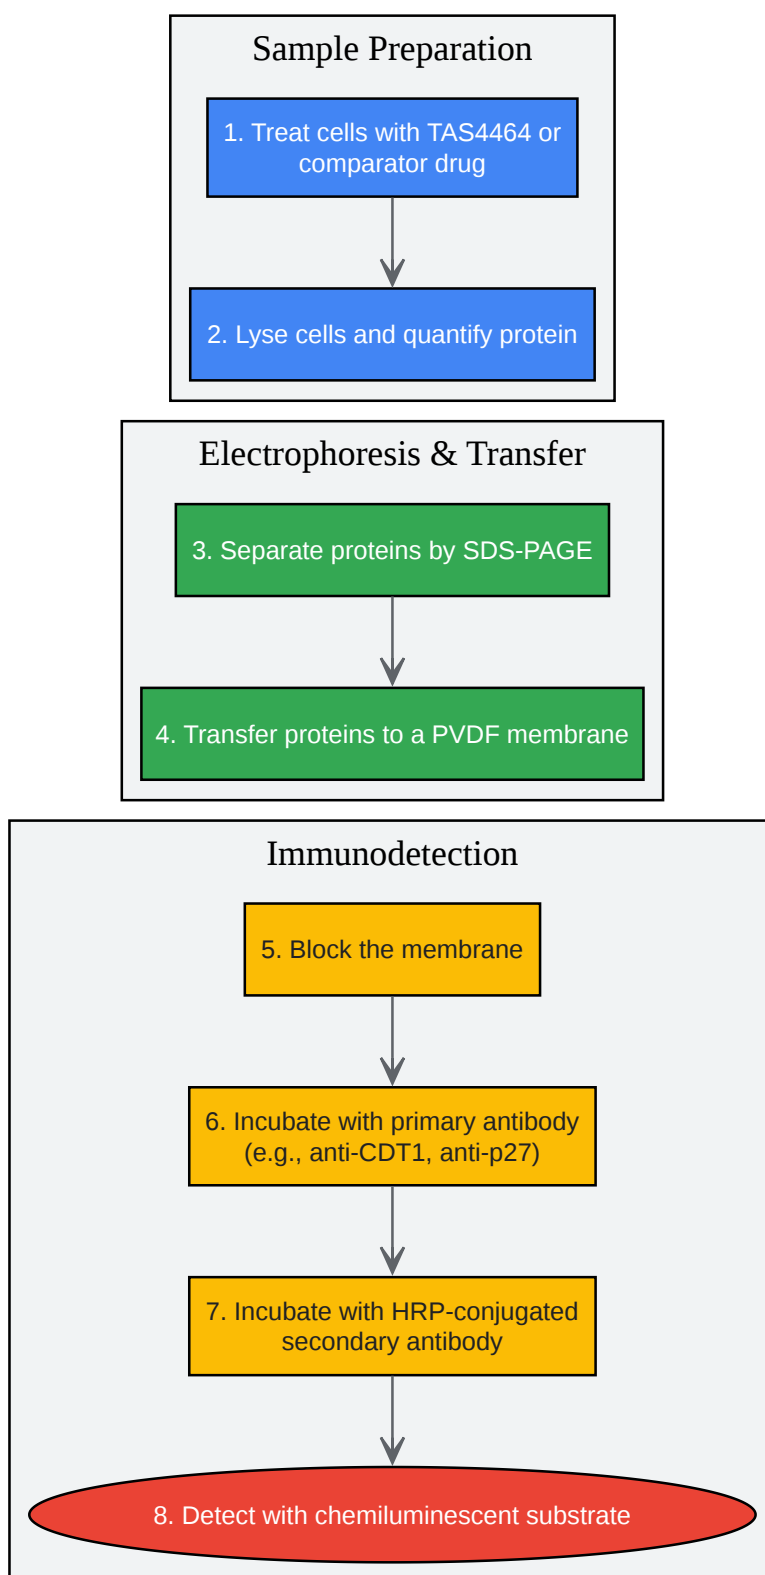 Sample Preparation
1. Treat cells with TAS4464 or
comparator drug
2. Lyse cells and quantify protein
Electrophoresis & Transfer
3. Separate proteins by SDS-PAGE
4. Transfer proteins to a PVDF membrane
Immunodetection
5. Block the membrane
6. Incubate with primary antibody
(e.g., anti-CDT1, anti-p27)
7. Incubate with HRP-conjugated
secondary antibody
8. Detect with chemiluminescent substrate